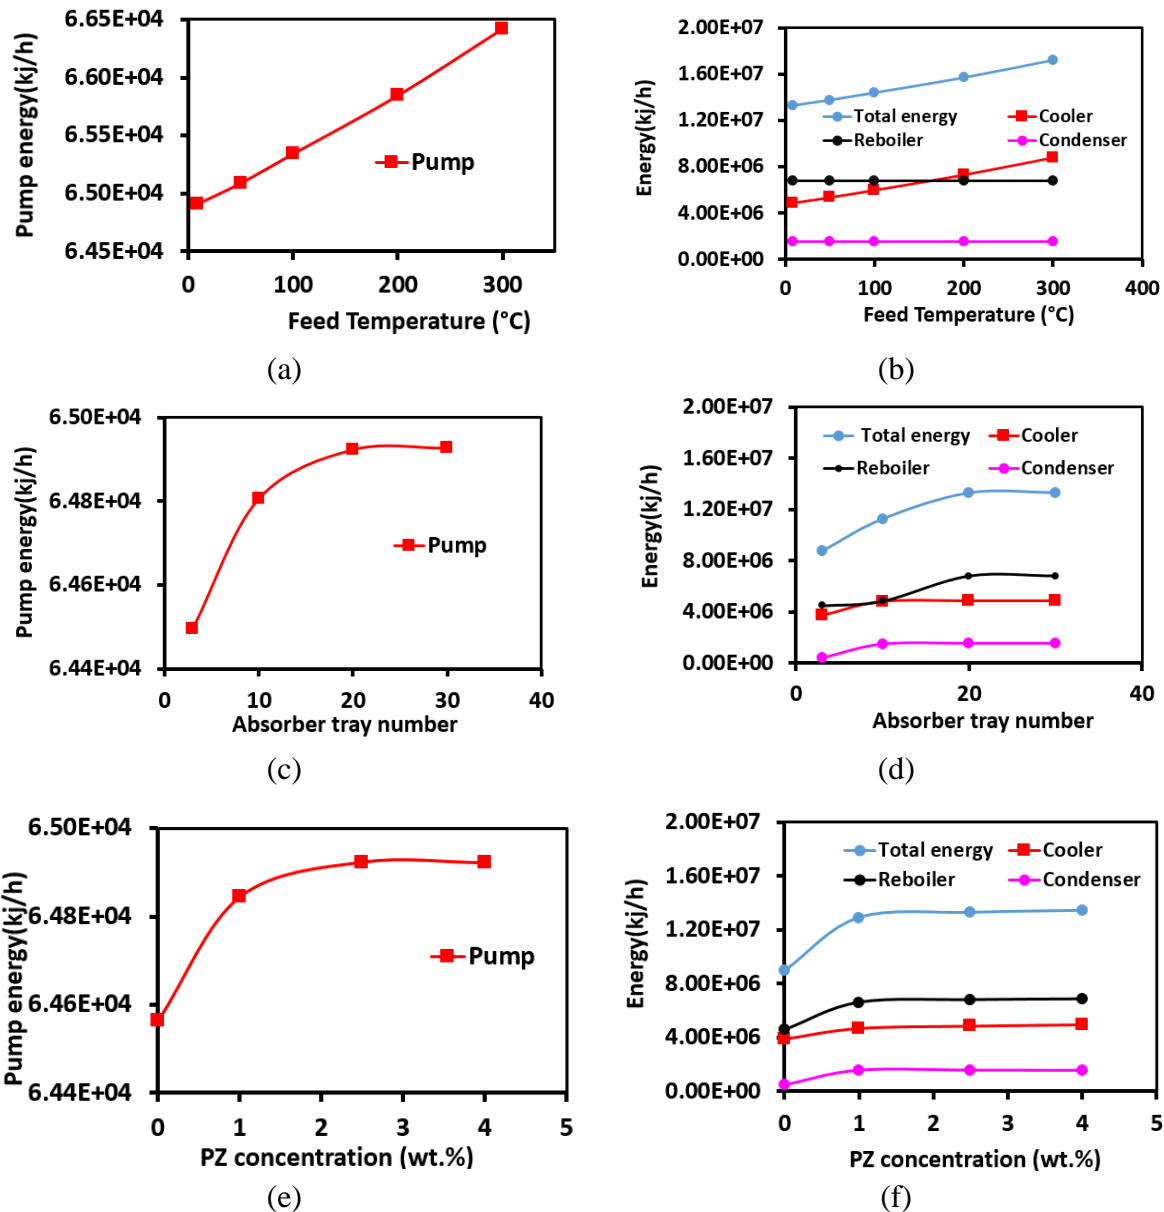 Pump energy(kj/h)
6.65E+04
6.60E+04
6.55E+04
6.50E+04
6.45E+04
Pump
0 100 200 300
Feed Temperature (°C)
(a)
Energy(kj/h)
2.00E+07
1.60E+07
1.20E+07
8.00E+06
4.00E+06
0.00E+00
Total energy Cooler
Reboiler Condenser
0 100 200 300 400
Feed Temperature (°C)
(b)
Pump energy(kj/h)
6.50E+04
6.48E+04
6.46E+04
6.44E+04
Pump
0 10 20 30 40
Absorber tray number
(c)
Energy(kj/h)
2.00E+07
1.60E+07
1.20E+07
8.00E+06
4.00E+06
0.00E+00
Total energy Cooler
Reboiler Condenser
0 20 40
Absorber tray number
(d)
Pump energy(kj/h)
6.50E+04
6.48E+04
6.46E+04
6.44E+04
Pump
0 1 2 3 4 5
PZ concentration (wt.%)
(e)
Energy(kj/h)
2.00E+07
1.60E+07
1.20E+07
8.00E+06
4.00E+06
0.00E+00
Total energy Cooler
Reboiler Condenser
0 1 2 3 4 5
PZ concentration (wt.%)
(f)